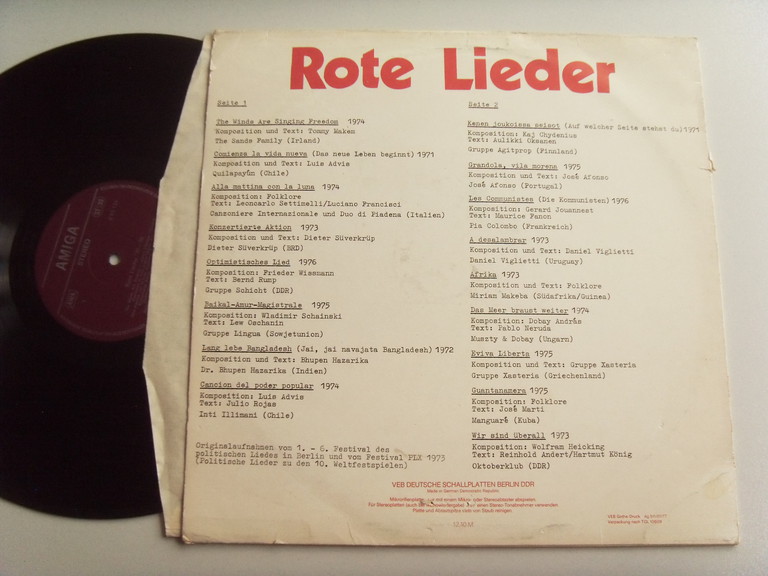 Rote Lieder
Seite 1
The Winds Are Singing Freedom 1974
Komposition und Text: Tommy Maken
The Sands Family (Irland)
Comienza la vida nueva (Das neue Leben beginnt) 1971
Komposition und Text: Luis Advis
Quilapayún (Chile)
Alla mattina con la luna 1974
Komposition: Folklore
Text: Leoncarlo Settimelli/Luciano Francisci
Canzoniere Internazionale und Duo di Piadena (Italien)
Konzertierte Aktion 1973
Komposition und Text: Dieter Süverkrüp
Dieter Süverkrüp (BRD)
Optimistisches Lied 1976
Komposition: Frieder Wissmann
Text: Bernd Rump
Gruppe Schicht (DDR)
Baikal-Amur-Magistrale 1975
Komposition: Wladimir Schainski
Text: Lew Oschanin
Gruppe Lingua (Sowjetunion)
Lang lebe Bangladesh (Jai, jai navajata Bangladesh) 1972
Komposition und Text: Bhupen Hazarika
Dr. Bhupen Hazarika (Indien)
Cancion del poder popular 1974
Komposition: Luis Advis
Text: Julio Rojas
Inti Illimani (Chile)
Originalaufnahmen von 1. - 6. Festival des
politischen Liedes in Berlin und vom Festival PLX 1973
(Politische Lieder zu den 10. Weltfestspielen)
Seite 2
Kenen joukoissa seisot (Auf welcher Seite stehst du) 1971
Komposition: Kaj Chydenius
Text: Aulikki Oksanen
Gruppe Agitprop (Finnland)
Grandola, vila morena 1975
Komposition und Text: José Afonso
José Afonso (Portugal)
Les Communistes (Die Kommunisten) 1976
Komposition: Gerard Jouannest
Text: Maurice Fanon
Pia Colombo (Frankreich)
A desalambrar 1973
Komposition und Text: Daniel Viglietti
Daniel Viglietti (Uruguay)
Afrika 1973
Komposition und Text: Folklore
Miriam Makeba (Südafrika/Guinea)
Das Meer braust weiter 1974
Komposition: Dobay András
Text: Pablo Neruda
Muszty & Dobay (Ungarn)
Eviva Liberta 1975
Komposition und Text: Gruppe Xasteria
Gruppe Xasteria (Griechenland)
Guantanamera 1975
Komposition: Folklore
Text: José Marti
Manguaré (Kuba)
Wir sind überall 1973
Komposition: Wolfram Heicking
Text: Reinhold Andert/Hartmut König
Oktoberklub (DDR)
VEB DEUTSCHE SCHALLPLATTEN BERLIN DDR
Made in German Democratic Republic
AMIGA
STEREO